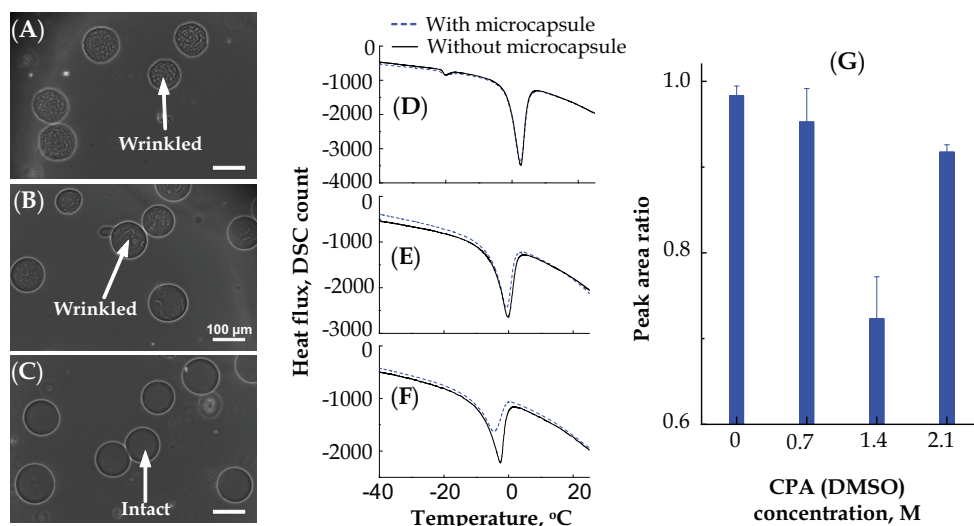 (A)
Wrinkled
(B)
Wrinkled
100 µm
(C)
Intact
With microcapsule
Without microcapsule
0
-1000
-2000
-3000
-4000
(D)
0
-1000
-2000
-3000
(E)
0
-1000
-2000
(F)
-40
-20
0
20
Heat flux, DSC count
Temperature, °C
(G)
1.0
0.8
0.6
Peak area ratio
0
0.7
1.4
2.1
CPA (DMSO)
concentration, M